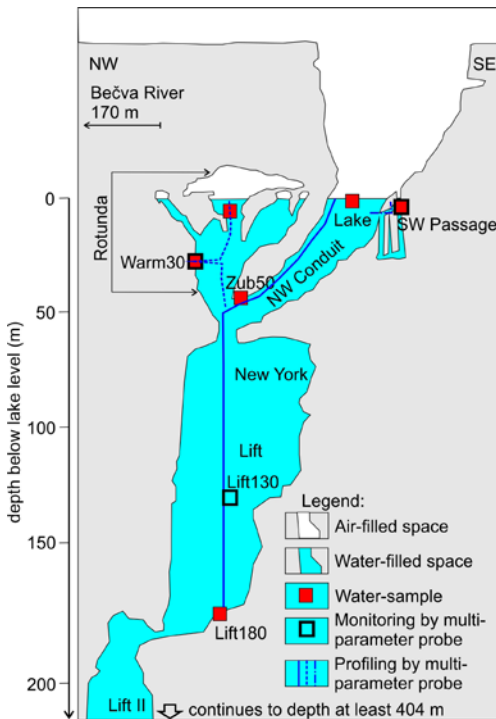 NW
SE
Bečva River
170 m
0
Rotunda
Lake
SW Passage
Warm30
Zub50
NW Conduit
50
New York
depth below lake level (m)
100
Lift
Lift130
Legend:
Air-filled space
150
Water-filled space
Water-sample
Monitoring by multi-
parameter probe
Lift180
Profiling by multi-
parameter probe
200
Lift II
continues to depth at least 404 m